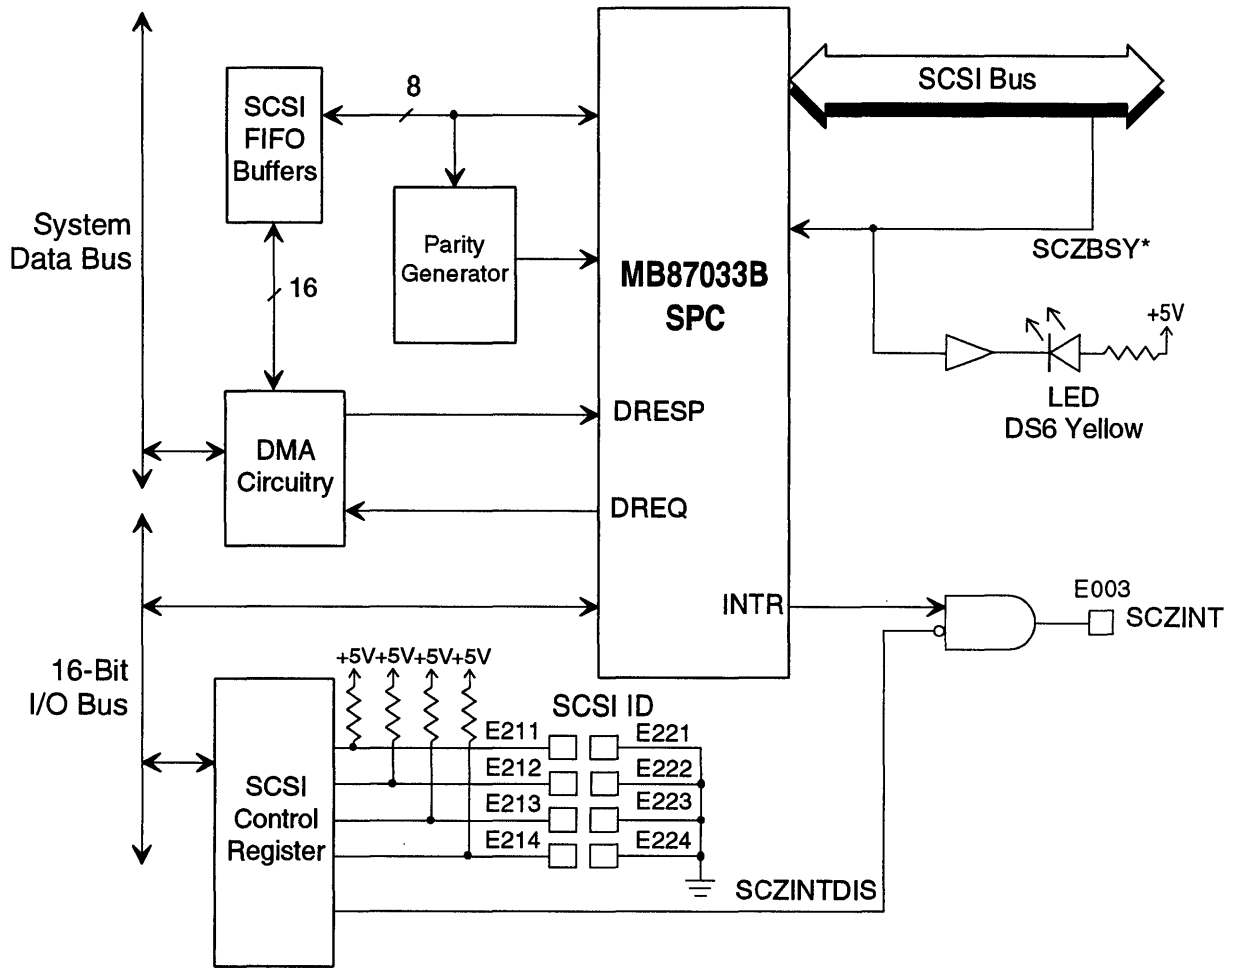 8
SCSI Bus
SCSI
FIFO
Buffers
System
Data Bus
Parity
Generator
SCZBSY*
MB87033B
SPC
16
+5V
LED
DS6 Yellow
DRESP
DMA
Circuitry
DREQ
E003
INTR
SCZINT
+5V+5V+5V+5V
16-Bit
I/O Bus
SCSI ID
E211
E221
E212
E222
SCSI
Control
Register
E213
E223
E214
E224
SCZINTDIS